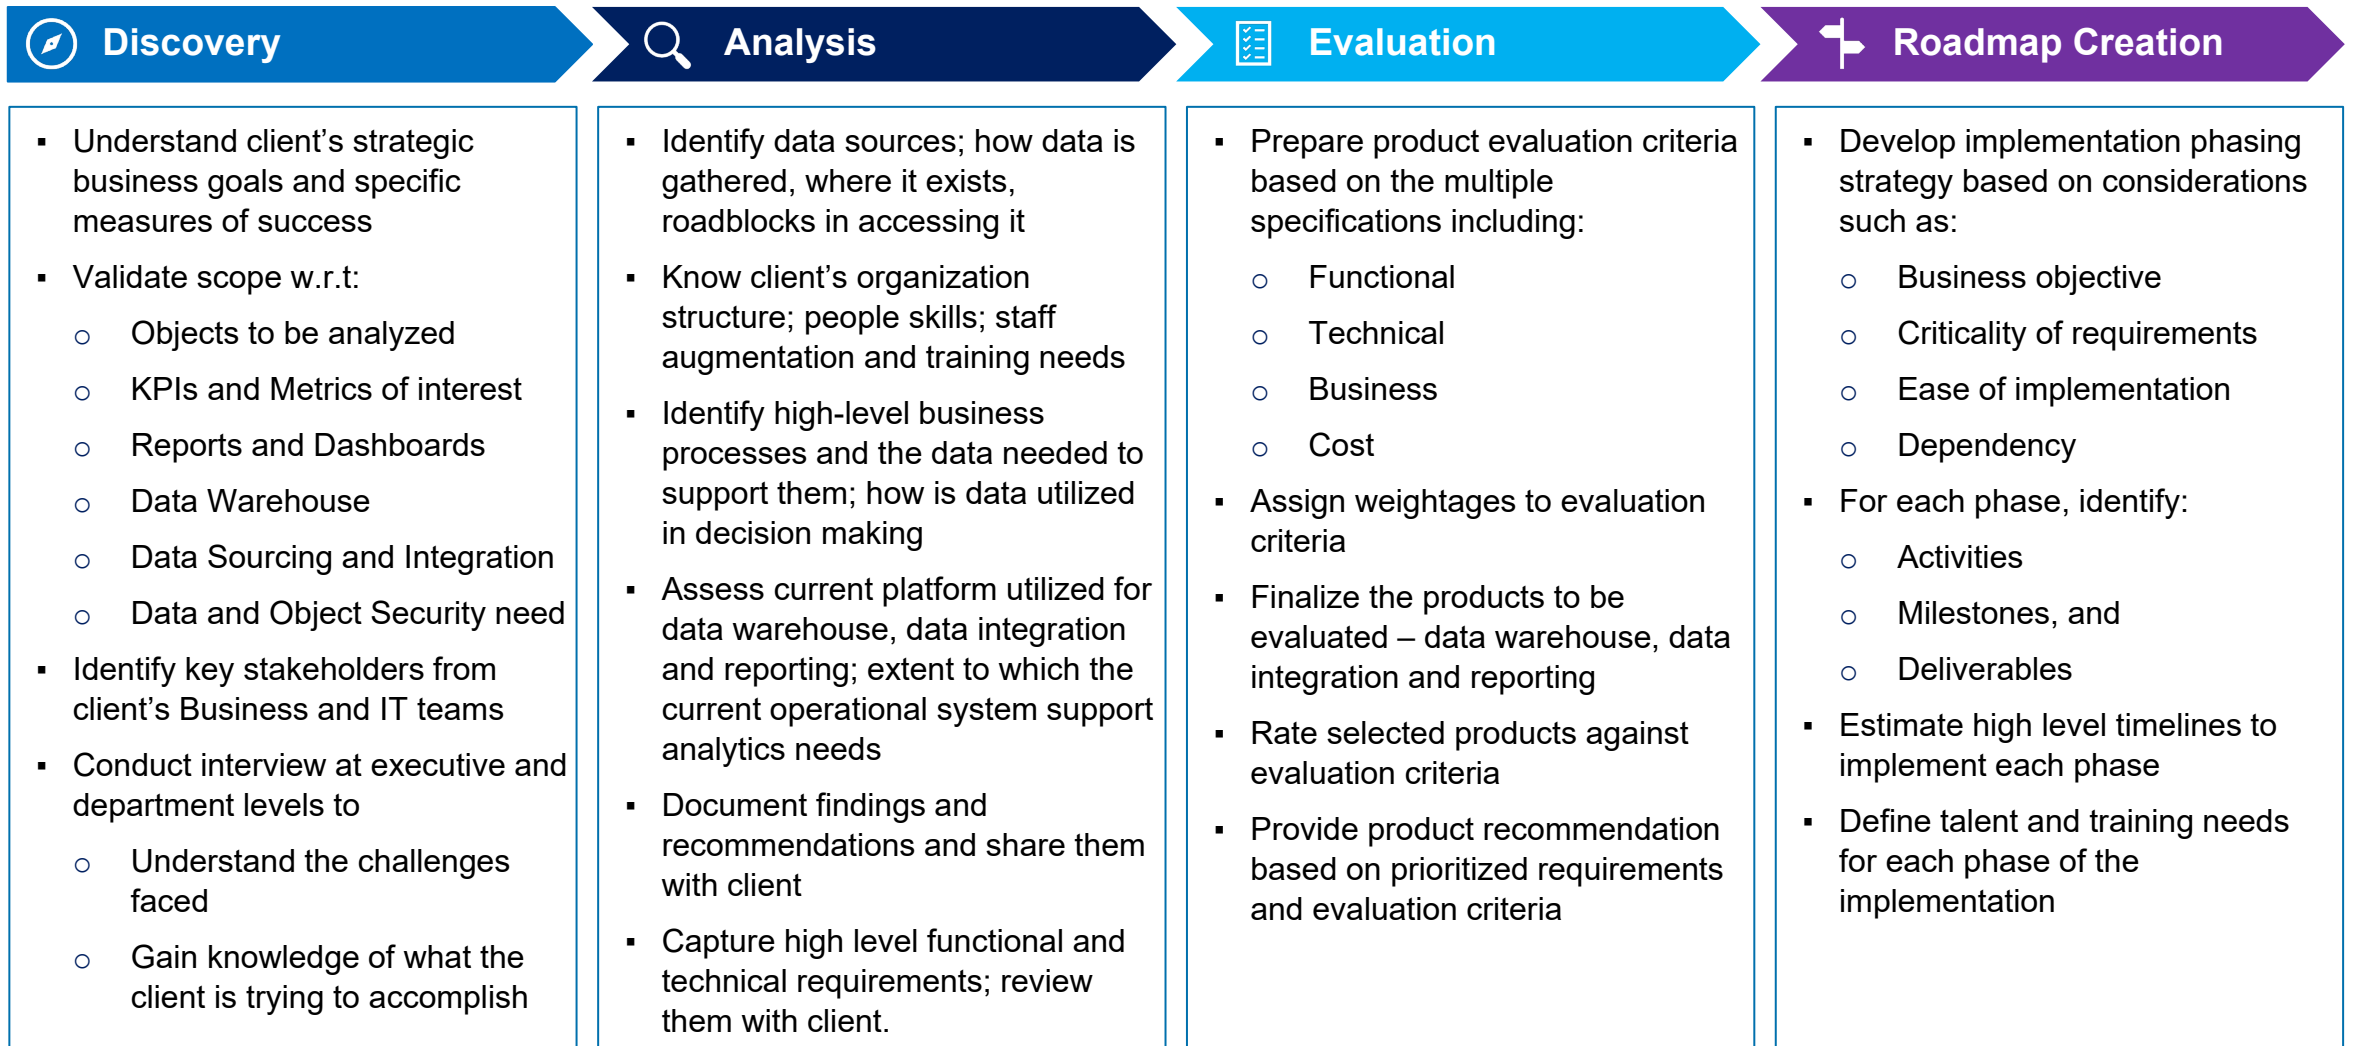 Discovery
▪ Understand client’s strategic
business goals and specific
measures of success
▪ Validate scope w.r.t:
o Objects to be analyzed
o KPIs and Metrics of interest
o Reports and Dashboards
o Data Warehouse
o Data Sourcing and Integration
o Data and Object Security need
▪ Identify key stakeholders from
client’s Business and IT teams
▪ Conduct interview at executive and
department levels to
o Understand the challenges
faced
o Gain knowledge of what the
client is trying to accomplish
Analysis
▪ Identify data sources; how data is
gathered, where it exists,
roadblocks in accessing it
▪ Know client’s organization
structure; people skills; staff
augmentation and training needs
▪ Identify high-level business
processes and the data needed to
support them; how is data utilized
in decision making
▪ Assess current platform utilized for
data warehouse, data integration
and reporting; extent to which the
current operational system support
analytics needs
▪ Document findings and
recommendations and share them
with client
▪ Capture high level functional and
technical requirements; review
them with client.
Evaluation
▪ Prepare product evaluation criteria
based on the multiple
specifications including:
o Functional
o Technical
o Business
o Cost
▪ Assign weightages to evaluation
criteria
▪ Finalize the products to be
evaluated – data warehouse, data
integration and reporting
▪ Rate selected products against
evaluation criteria
▪ Provide product recommendation
based on prioritized requirements
and evaluation criteria
Roadmap Creation
▪ Develop implementation phasing
strategy based on considerations
such as:
o Business objective
o Criticality of requirements
o Ease of implementation
o Dependency
▪ For each phase, identify:
o Activities
o Milestones, and
o Deliverables
▪ Estimate high level timelines to
implement each phase
▪ Define talent and training needs
for each phase of the
implementation